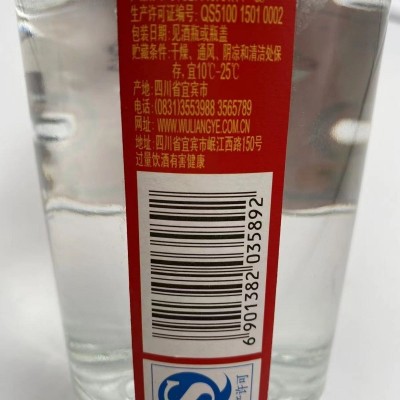 生产许可证编号: QS5100 1501 0002
包装日期: 见酒瓶或瓶盖
贮藏条件: 干燥、通风、阴凉和清洁处保
存, 宜10℃-25℃
产地: 四川省宜宾市
电话: (0831)3553988 3565789
网址: WWW.WULIANGYE.COM.CN
地址: 四川省宜宾市岷江西路150号
过量饮酒有害健康
6 901382 035892